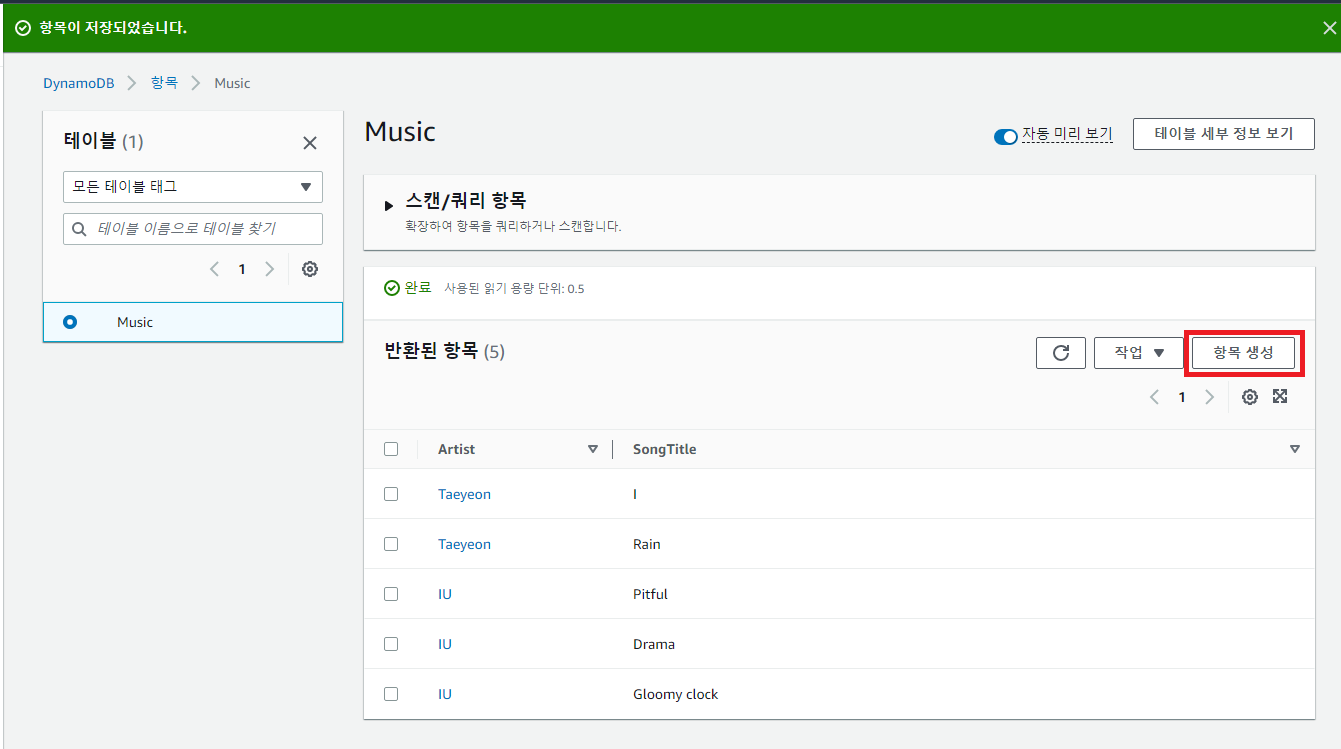 항목이 저장되었습니다.
DynamoDB 항목 Music
테이블 (1)
모든 테이블 태그
테이블 이름으로 테이블 찾기
1
Music
Music
자동 미리 보기
테이블 세부 정보 보기
스캔/쿼리 항목
확장하여 항목을 쿼리하거나 스캔합니다.
완료 사용된 읽기 용량 단위: 0.5
반환된 항목 (5)
작업
항목 생성
1
Artist SongTitle
Taeyeon I
Taeyeon Rain
IU Pitful
IU Drama
IU Gloomy clock